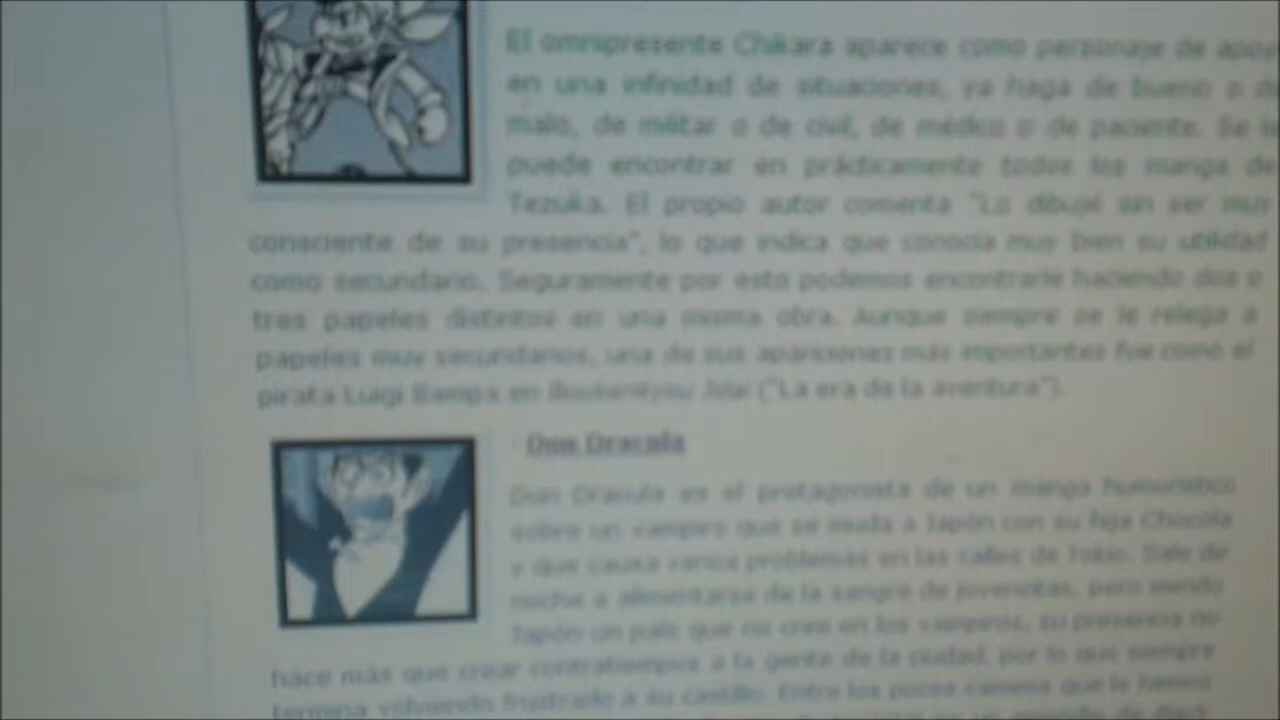 El omnipresente Chikara aparece como personaje de apoy
en una infinidad de situaciones, ya haga de bueno o de
malo, de militar o de civil, de médico o de paciente. Se le
puede encontrar en prácticamente todos los manga de
Tezuka. El propio autor comenta "Lo dibujé sin ser muy
consciente de su presencia", lo que indica que conocía muy bien su utilidad
como secundario. Seguramente por esto podemos encontrarle haciendo dos o
tres papeles distintos en una misma obra. Aunque siempre se le relega a
papeles muy secundarios, una de sus apariciones más importantes fue como el
pirata Luigi Bampa en ("La era de la aventura").
Don Dracula
Don Dracula es el protagonista de un manga humorístico
sobre un vampiro que se muda a Japón con su hija Chocola
y que causa varios problemas en las calles de Tokio. Sale de
noche a alimentarse de la sangre de jovencitas, pero siendo
Japón un país que no cree en los vampiros, su presencia no
hace más que crear contratiempos a la gente de la ciudad, por lo que siempre
termina volviendo frustrado a su castillo. Entre los pocos cameos que le hemos